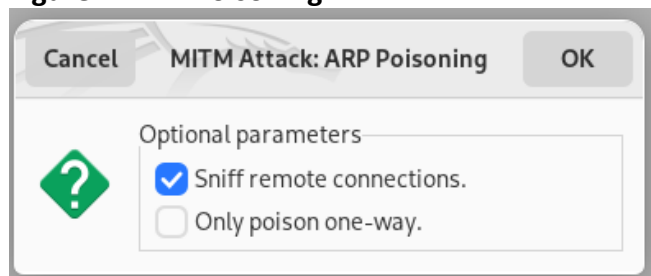 Cancel
MITM Attack: ARP Poisoning
OK
Optional parameters
Sniff remote connections.
Only poison one-way.